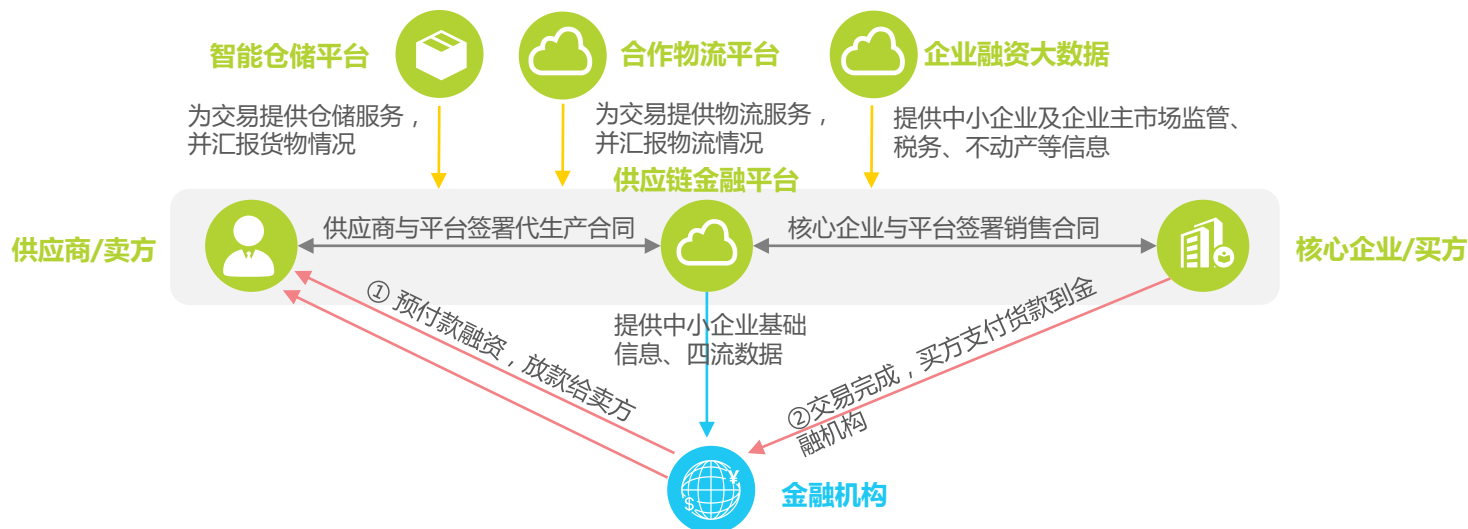 智能仓储平台
合作物流平台
企业融资大数据
为交易提供仓储服务，
并汇报货物情况
为交易提供物流服务，
并汇报物流情况
提供中小企业及企业主市场监管、
税务、不动产等信息
供应链金融平台
供应商/卖方
供应商与平台签署代生产合同
核心企业与平台签署销售合同
核心企业/买方
① 预付款融资，放款给卖方
提供中小企业基础
信息、四流数据
②交易完成，买方支付货款到金
融机构
¥
$
金融机构